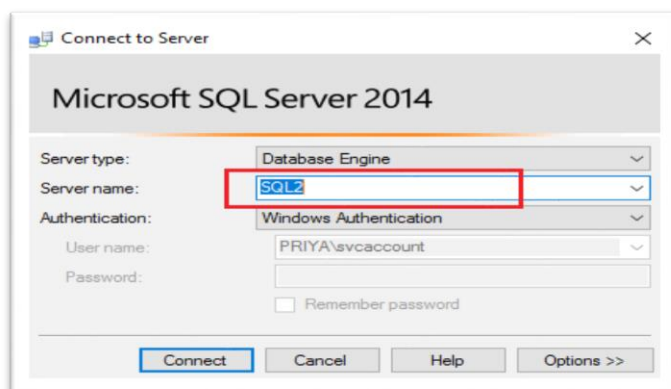 Connect to Server
Microsoft SQL Server 2014
Server type: Database Engine
Server name: SQL2
Authentication: Windows Authentication
User name: PRIYA\svcaccount
Password:
Remember password
Connect Cancel Help Options >>